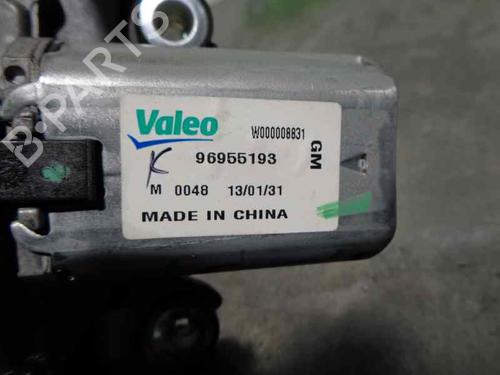 B-PARTS
Valeo
W000008831
GM
K
96955193
M 0048 13/01/31
MADE IN CHINA